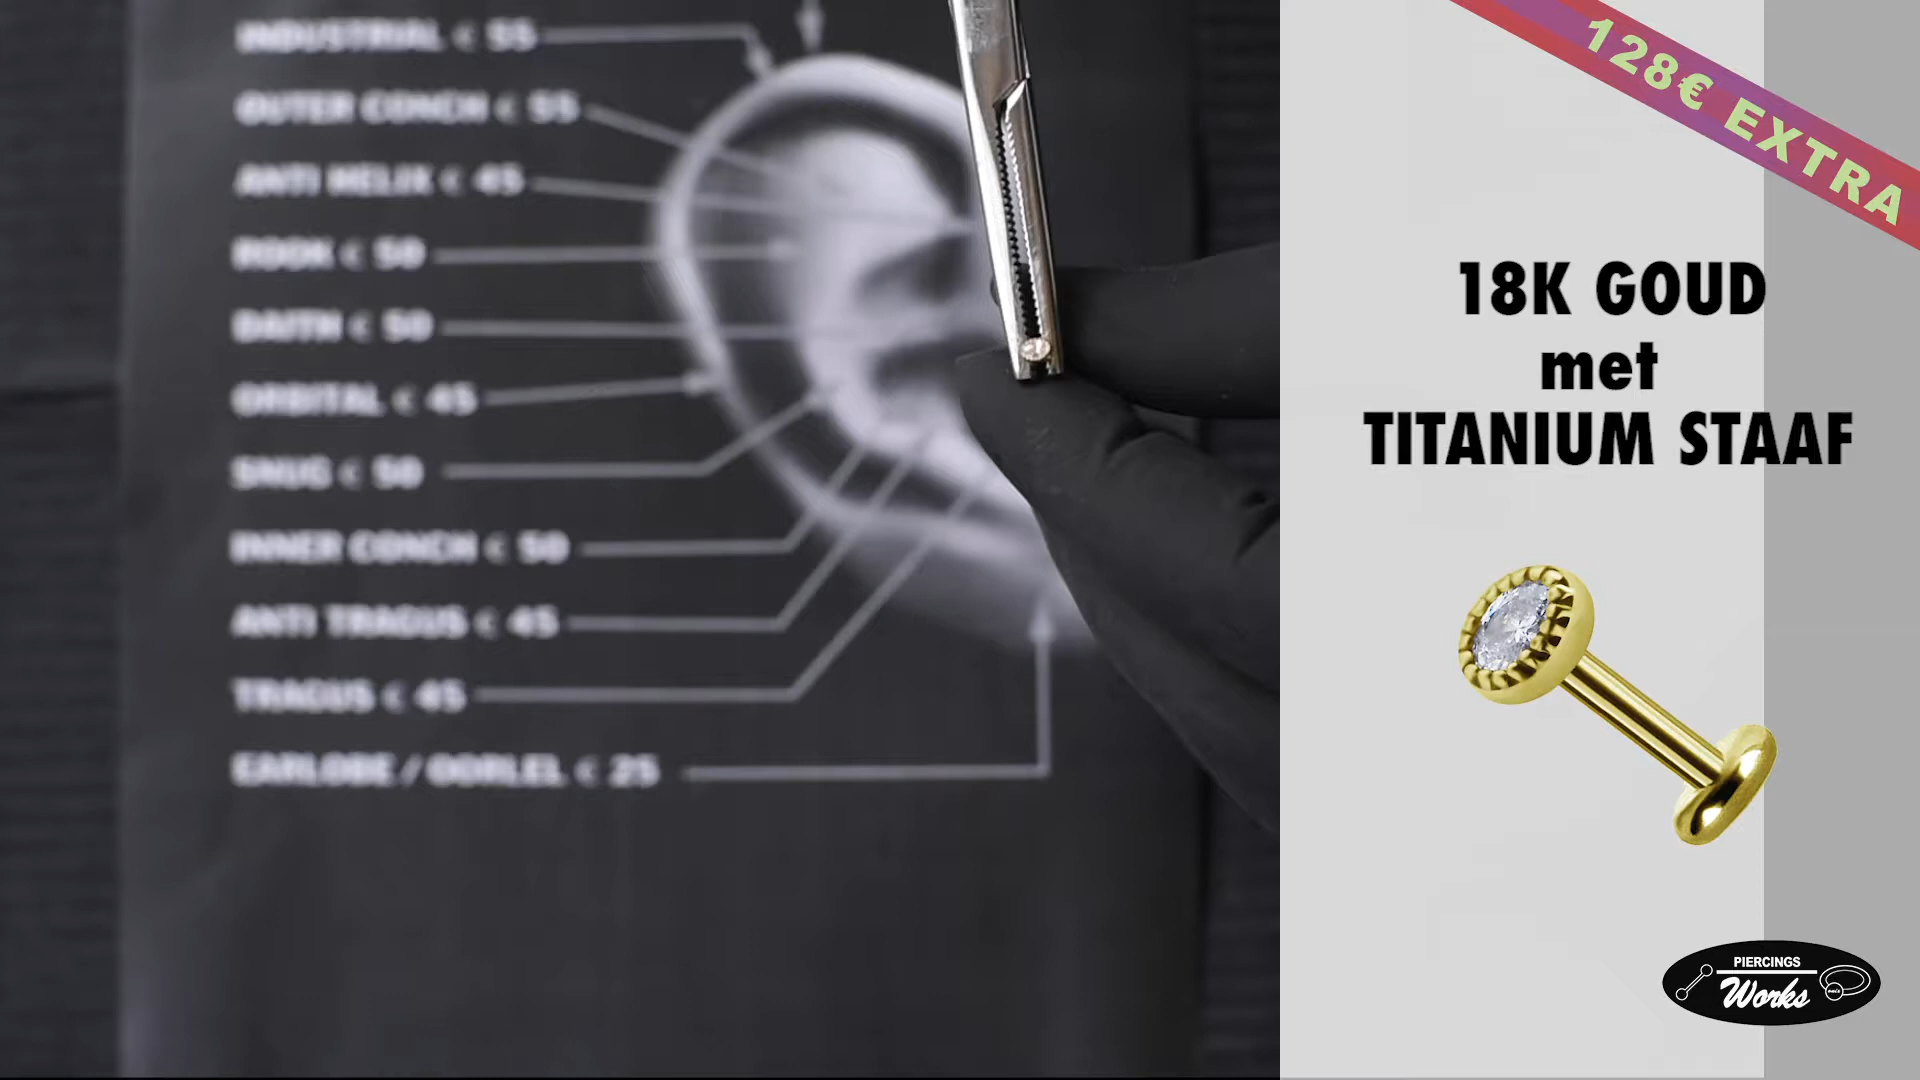 INDUSTRIAL € 55
OUTER CONCH € 55
ANTI HELIX € 45
ROOK € 50
DAITH € 50
ORBITAL € 45
SNUG € 50
INNER CONCH € 50
ANTI TRAGUS € 45
TRAGUS € 45
EARLOBE / OORLEL € 25
128€ EXTRA
18K GOUD
met
TITANIUM STAAF
PIERCINGS
Works